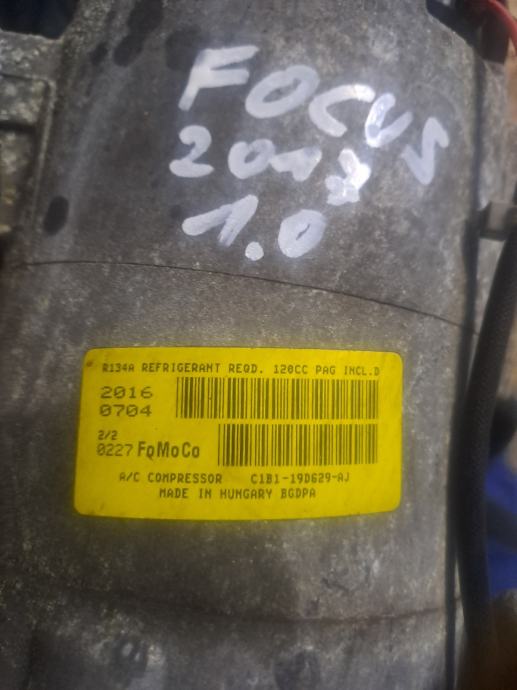 FOCUS
1.0
R134A REFRIGERANT REQD. 120CC PAG INCL.D
2016
0704
2/2
0227 FoMoCo
A/C COMPRESSOR C1B1-19D629-AJ
MADE IN HUNGARY BGDPA